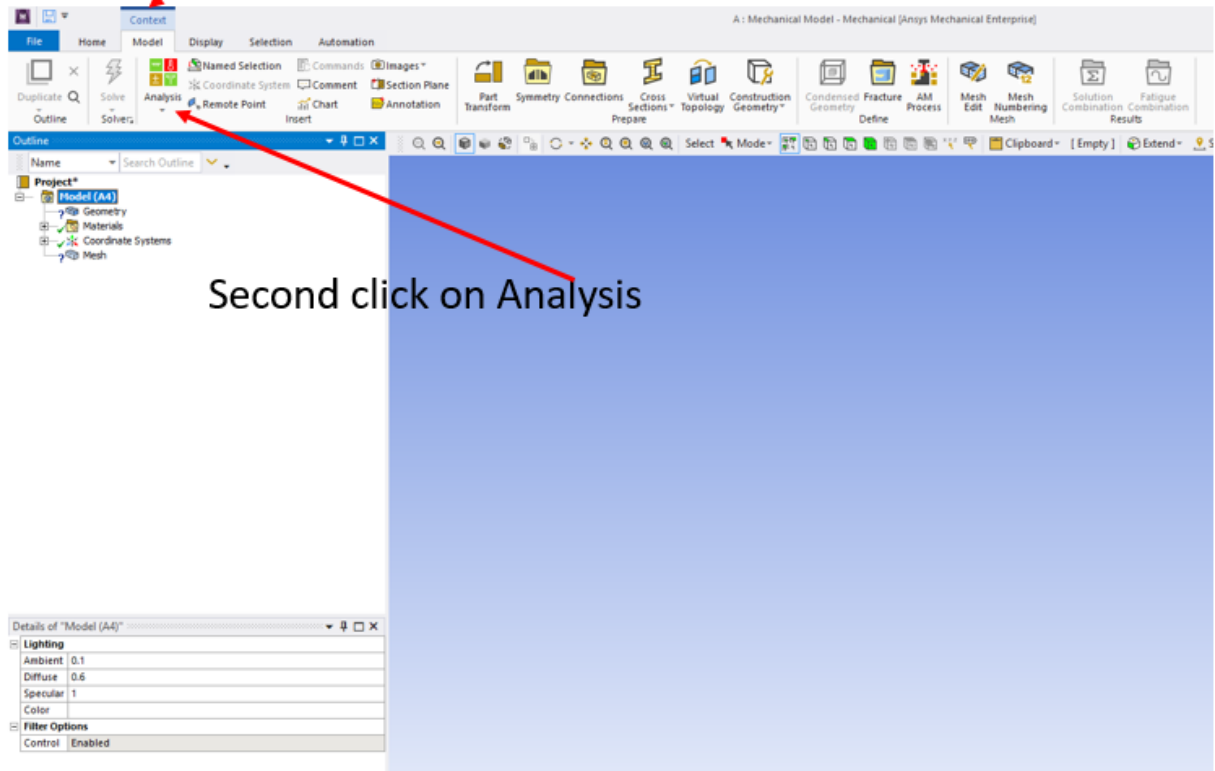 Context
A : Mechanical Model - Mechanical [Ansys Mechanical Enterprise]
File Home Model Display Selection Automation
Duplicate Q
Outline
Solve
Solver
Analysis
Named Selection
Coordinate System
Remote Point
Commands
Comment
Chart
Images
Section Plane
Annotation
Insert
Part Transform
Symmetry
Connections
Cross Sections
Virtual Topology
Construction Geometry
Prepare
Condensed Geometry
Fracture
AM Process
Define
Mesh Edit
Mesh Numbering
Mesh
Solution Combination
Fatigue Combination
Results
Outline
Name
Search Outline
Select Mode
Clipboard [Empty] Extend
Project*
Model (A4)
Geometry
Materials
Coordinate Systems
Mesh
Second click on Analysis
Details of "Model (A4)"
Lighting
Ambient 0.1
Diffuse 0.6
Specular 1
Color
Filter Options
Control Enabled